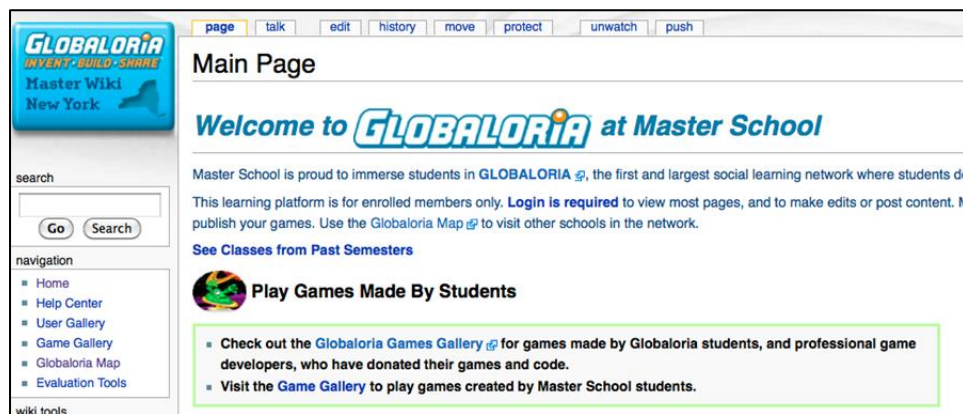 page talk edit history move protect unwatch push
GLOBALORiA
INVENT•BUILD•SHARE
Master Wiki
New York
Main Page
Welcome to GLOBALORiA at Master School
Master School is proud to immerse students in GLOBALORIA, the first and largest social learning network where students
This learning platform is for enrolled members only. Login is required to view most pages, and to make edits or post content.
publish your games. Use the Globaloria Map to visit other schools in the network.
See Classes from Past Semesters
Play Games Made By Students
Check out the Globaloria Games Gallery for games made by Globaloria students, and professional game
developers, who have donated their games and code.
Visit the Game Gallery to play games created by Master School students.
search
Go Search
navigation
Home
Help Center
User Gallery
Game Gallery
Globaloria Map
Evaluation Tools
wiki tools